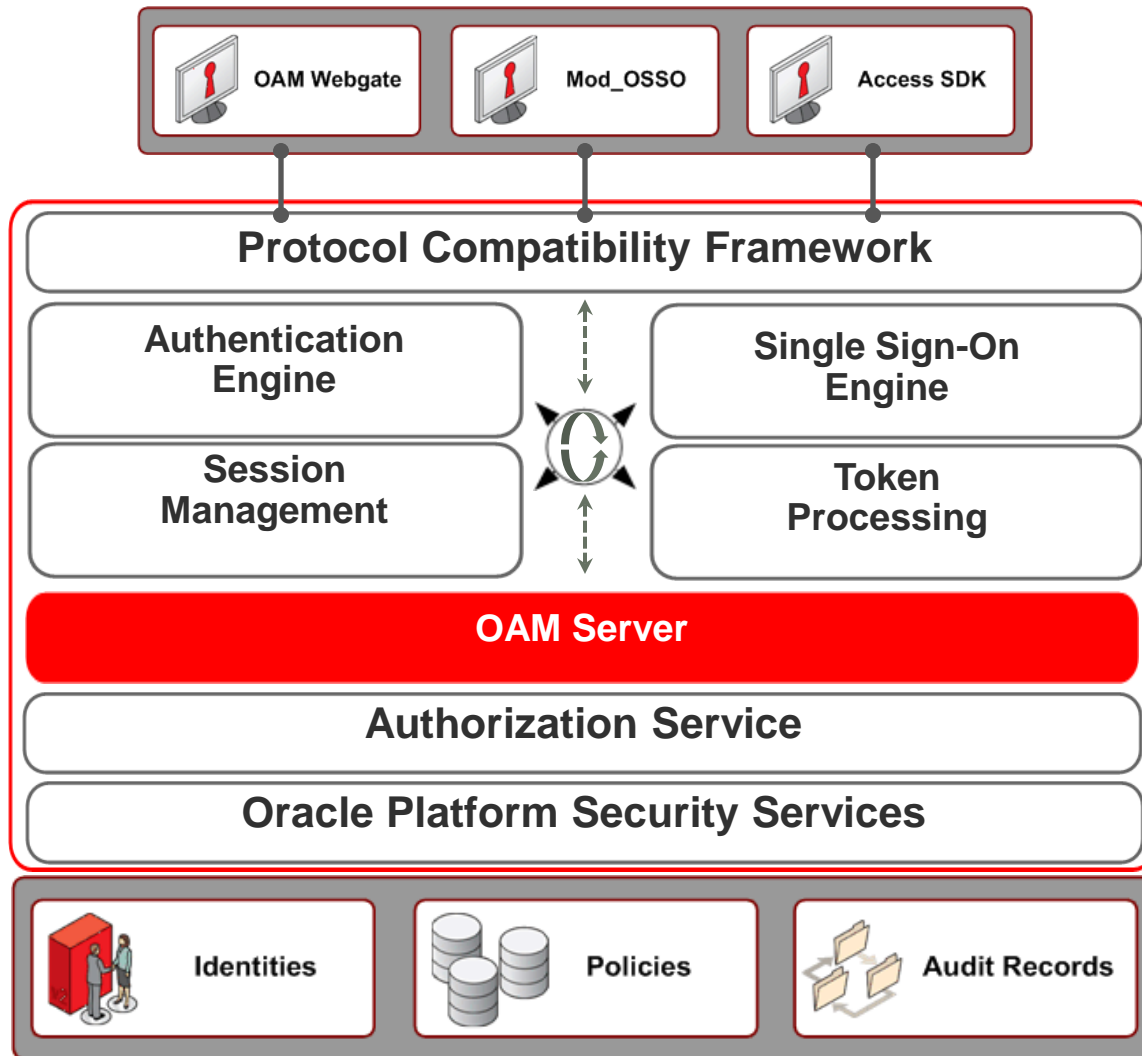 OAM Webgate
Mod_OSSO
Access SDK
Protocol Compatibility Framework
Authentication
Engine
Single Sign-On
Engine
Session
Management
Token
Processing
OAM Server
Authorization Service
Oracle Platform Security Services
Identities
Policies
Audit Records